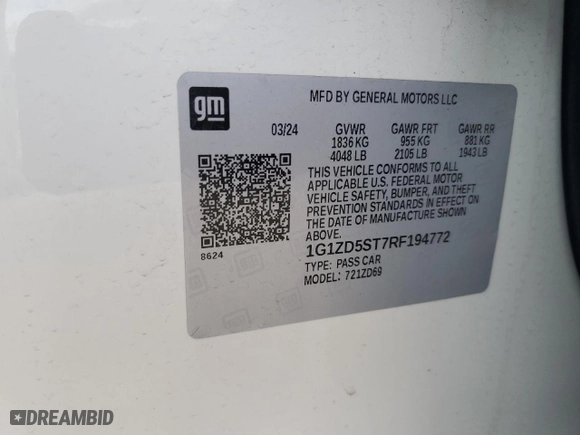 gm
MFD BY GENERAL MOTORS LLC
03/24 GVWR GAWR FRT GAWR RR
1836 KG 955 KG 881 KG
4048 LB 2105 LB 1943 LB
THIS VEHICLE CONFORMS TO ALL
APPLICABLE U.S. FEDERAL MOTOR
VEHICLE SAFETY, BUMPER, AND THEFT
PREVENTION STANDARDS IN EFFECT ON
THE DATE OF MANUFACTURE SHOWN
ABOVE.
8624
1G1ZD5ST7RF194772
TYPE: PASS CAR
MODEL: 721ZD69
DREAMBID